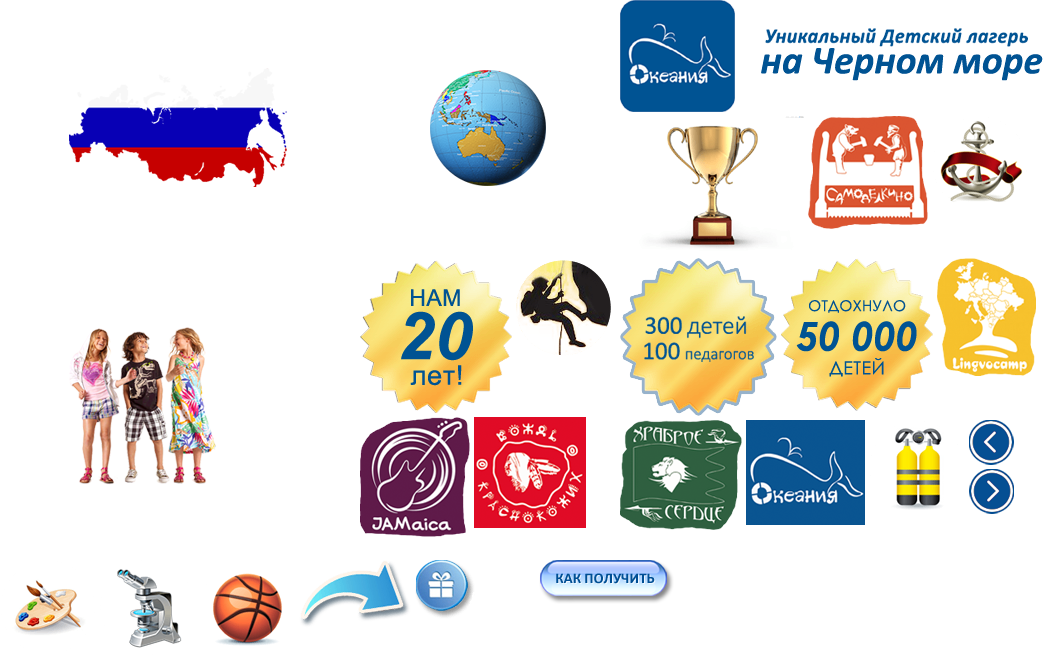 Океания
Уникальный Детский лагерь
на Черном море
САМОДЕЛКИНО
НАМ
20
лет!
300 детей
100 педагогов
ОТДОХНУЛО
50 000
ДЕТЕЙ
Lingvocamp
JAMaica
ВОЖДЬ
КРАСНОКОЖИХ
ХРАБРОЕ
СЕРДЦЕ
Океания
КАК ПОЛУЧИТЬ